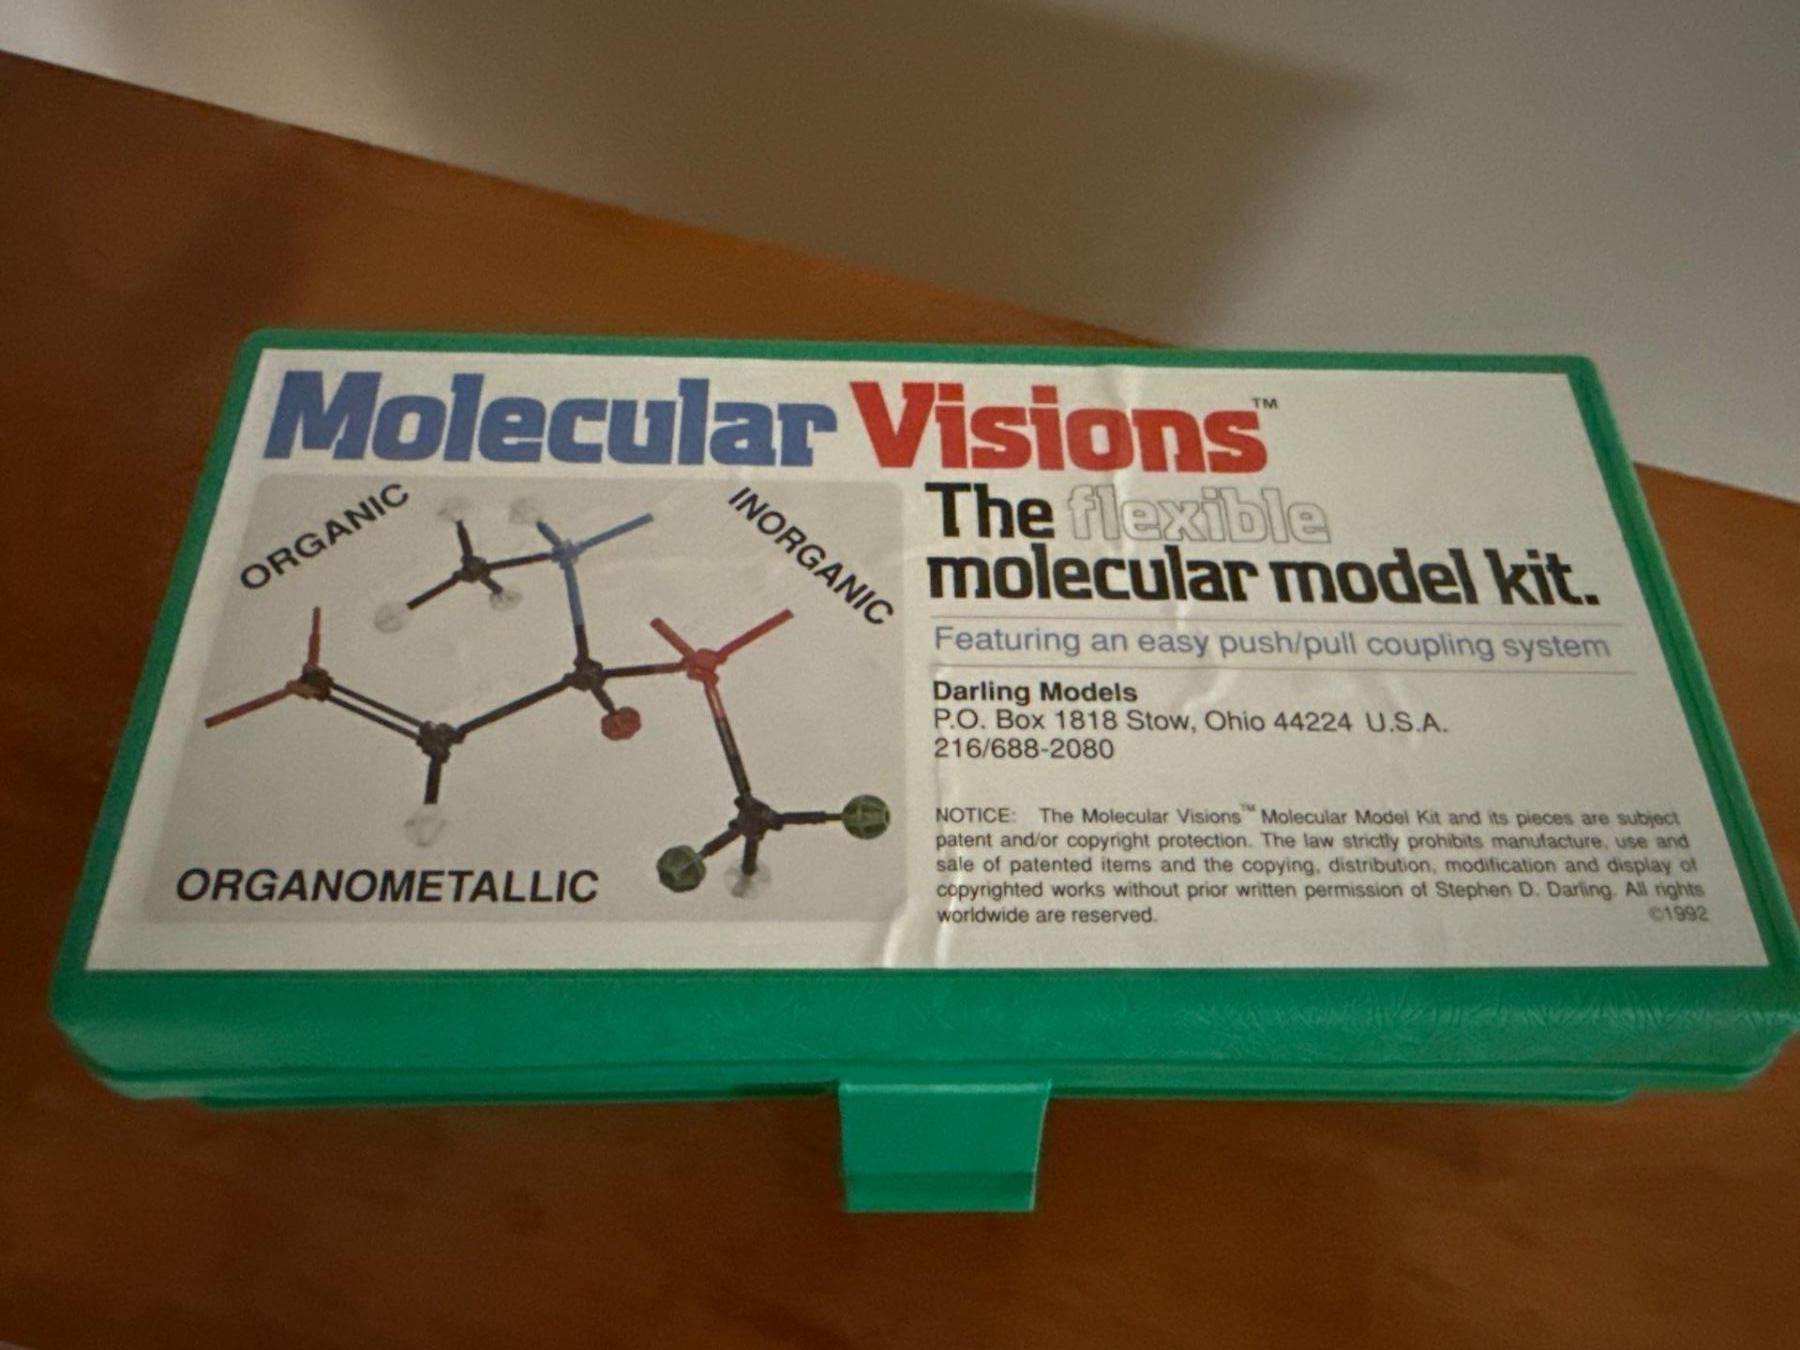 Molecular Visions™
ORGANIC
INORGANIC
ORGANOMETALLIC
The flexible
molecular model kit.
Featuring an easy push/pull coupling system
Darling Models
P.O. Box 1818 Stow, Ohio 44224 U.S.A.
216/688-2080
NOTICE: The Molecular Visions™ Molecular Model Kit and its pieces are subject
patent and/or copyright protection. The law strictly prohibits manufacture, use and
sale of patented items and the copying, distribution, modification and display of
copyrighted works without prior written permission of Stephen D. Darling. All rights
worldwide are reserved. ©1992